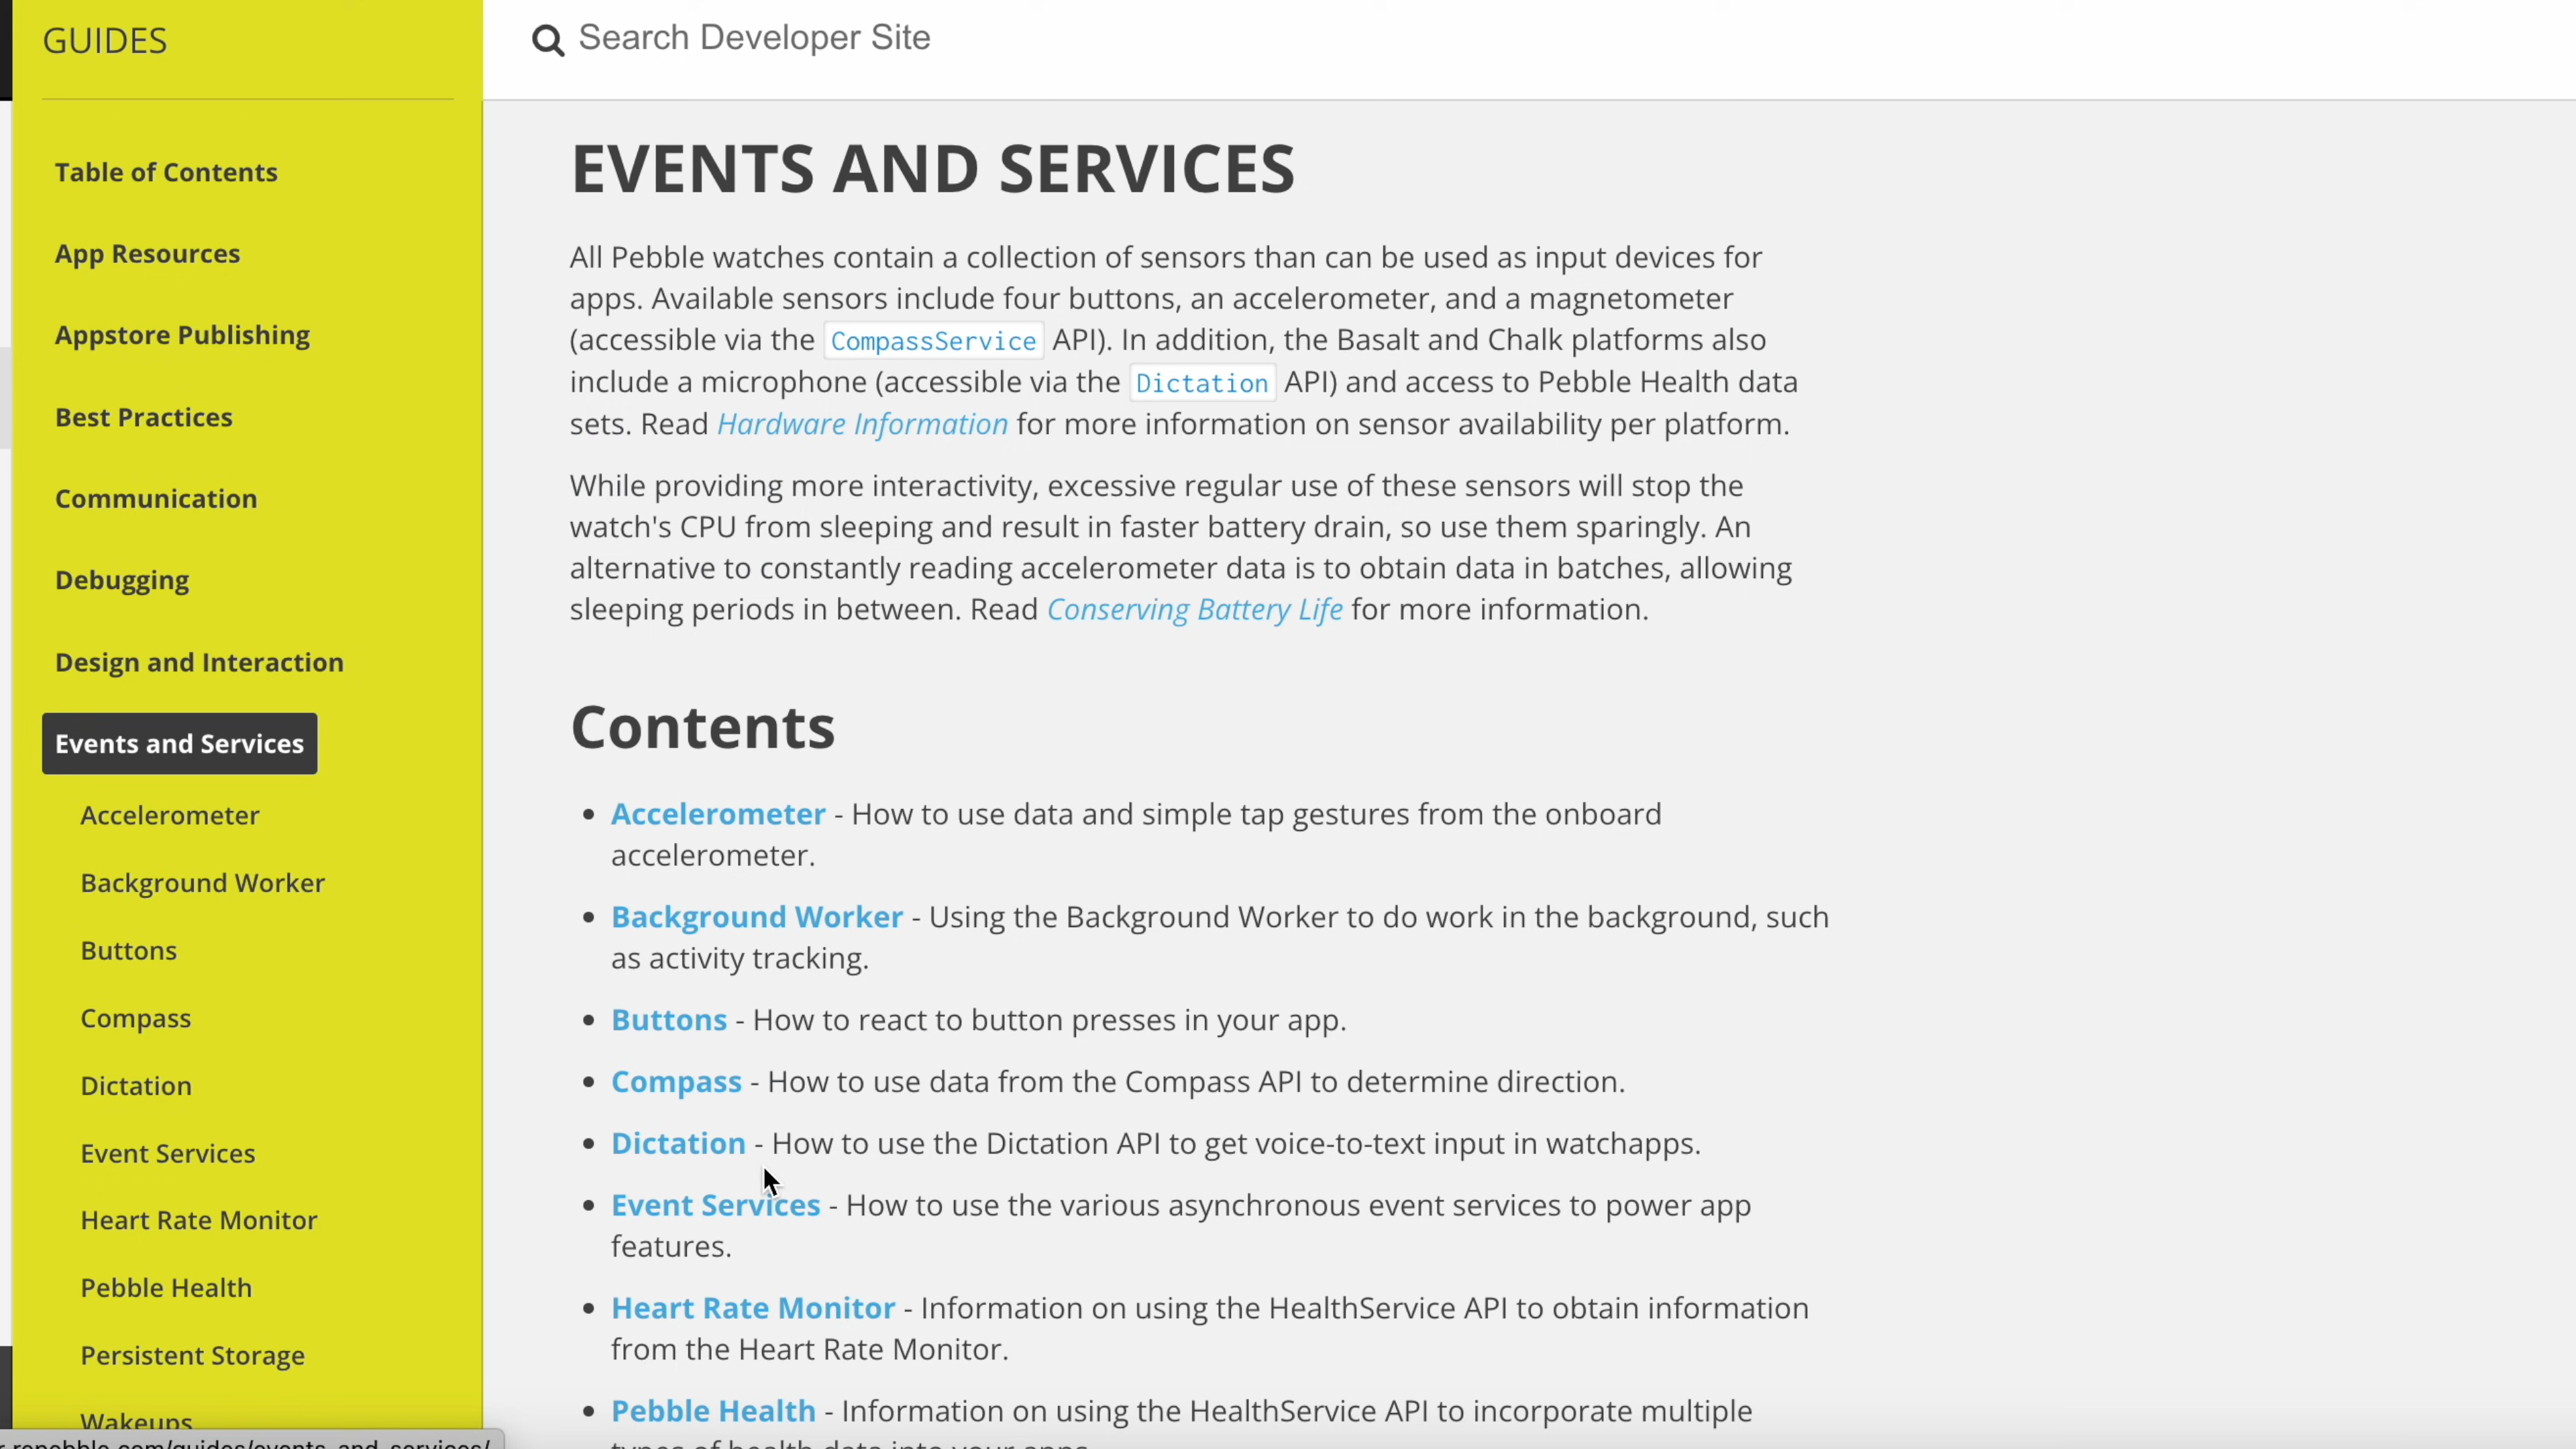 GUIDES
Search Developer Site
Table of Contents
App Resources
Appstore Publishing
Best Practices
Communication
Debugging
Design and Interaction
Events and Services
Accelerometer
Background Worker
Buttons
Compass
Dictation
Event Services
Heart Rate Monitor
Pebble Health
Persistent Storage
Wakeups
EVENTS AND SERVICES
All Pebble watches contain a collection of sensors than can be used as input devices for
apps. Available sensors include four buttons, an accelerometer, and a magnetometer
(accessible via the CompassService API). In addition, the Basalt and Chalk platforms also
include a microphone (accessible via the Dictation API) and access to Pebble Health data
sets. Read Hardware Information for more information on sensor availability per platform.
While providing more interactivity, excessive regular use of these sensors will stop the
watch's CPU from sleeping and result in faster battery drain, so use them sparingly. An
alternative to constantly reading accelerometer data is to obtain data in batches, allowing
sleeping periods in between. Read Conserving Battery Life for more information.
Contents
• Accelerometer - How to use data and simple tap gestures from the onboard
accelerometer.
• Background Worker - Using the Background Worker to do work in the background, such
as activity tracking.
• Buttons - How to react to button presses in your app.
• Compass - How to use data from the Compass API to determine direction.
• Dictation - How to use the Dictation API to get voice-to-text input in watchapps.
• Event Services - How to use the various asynchronous event services to power app
features.
• Heart Rate Monitor - Information on using the HealthService API to obtain information
from the Heart Rate Monitor.
• Pebble Health - Information on using the HealthService API to incorporate multiple
types of health data into your apps.
r.repebble.com/guides/events_and_services/